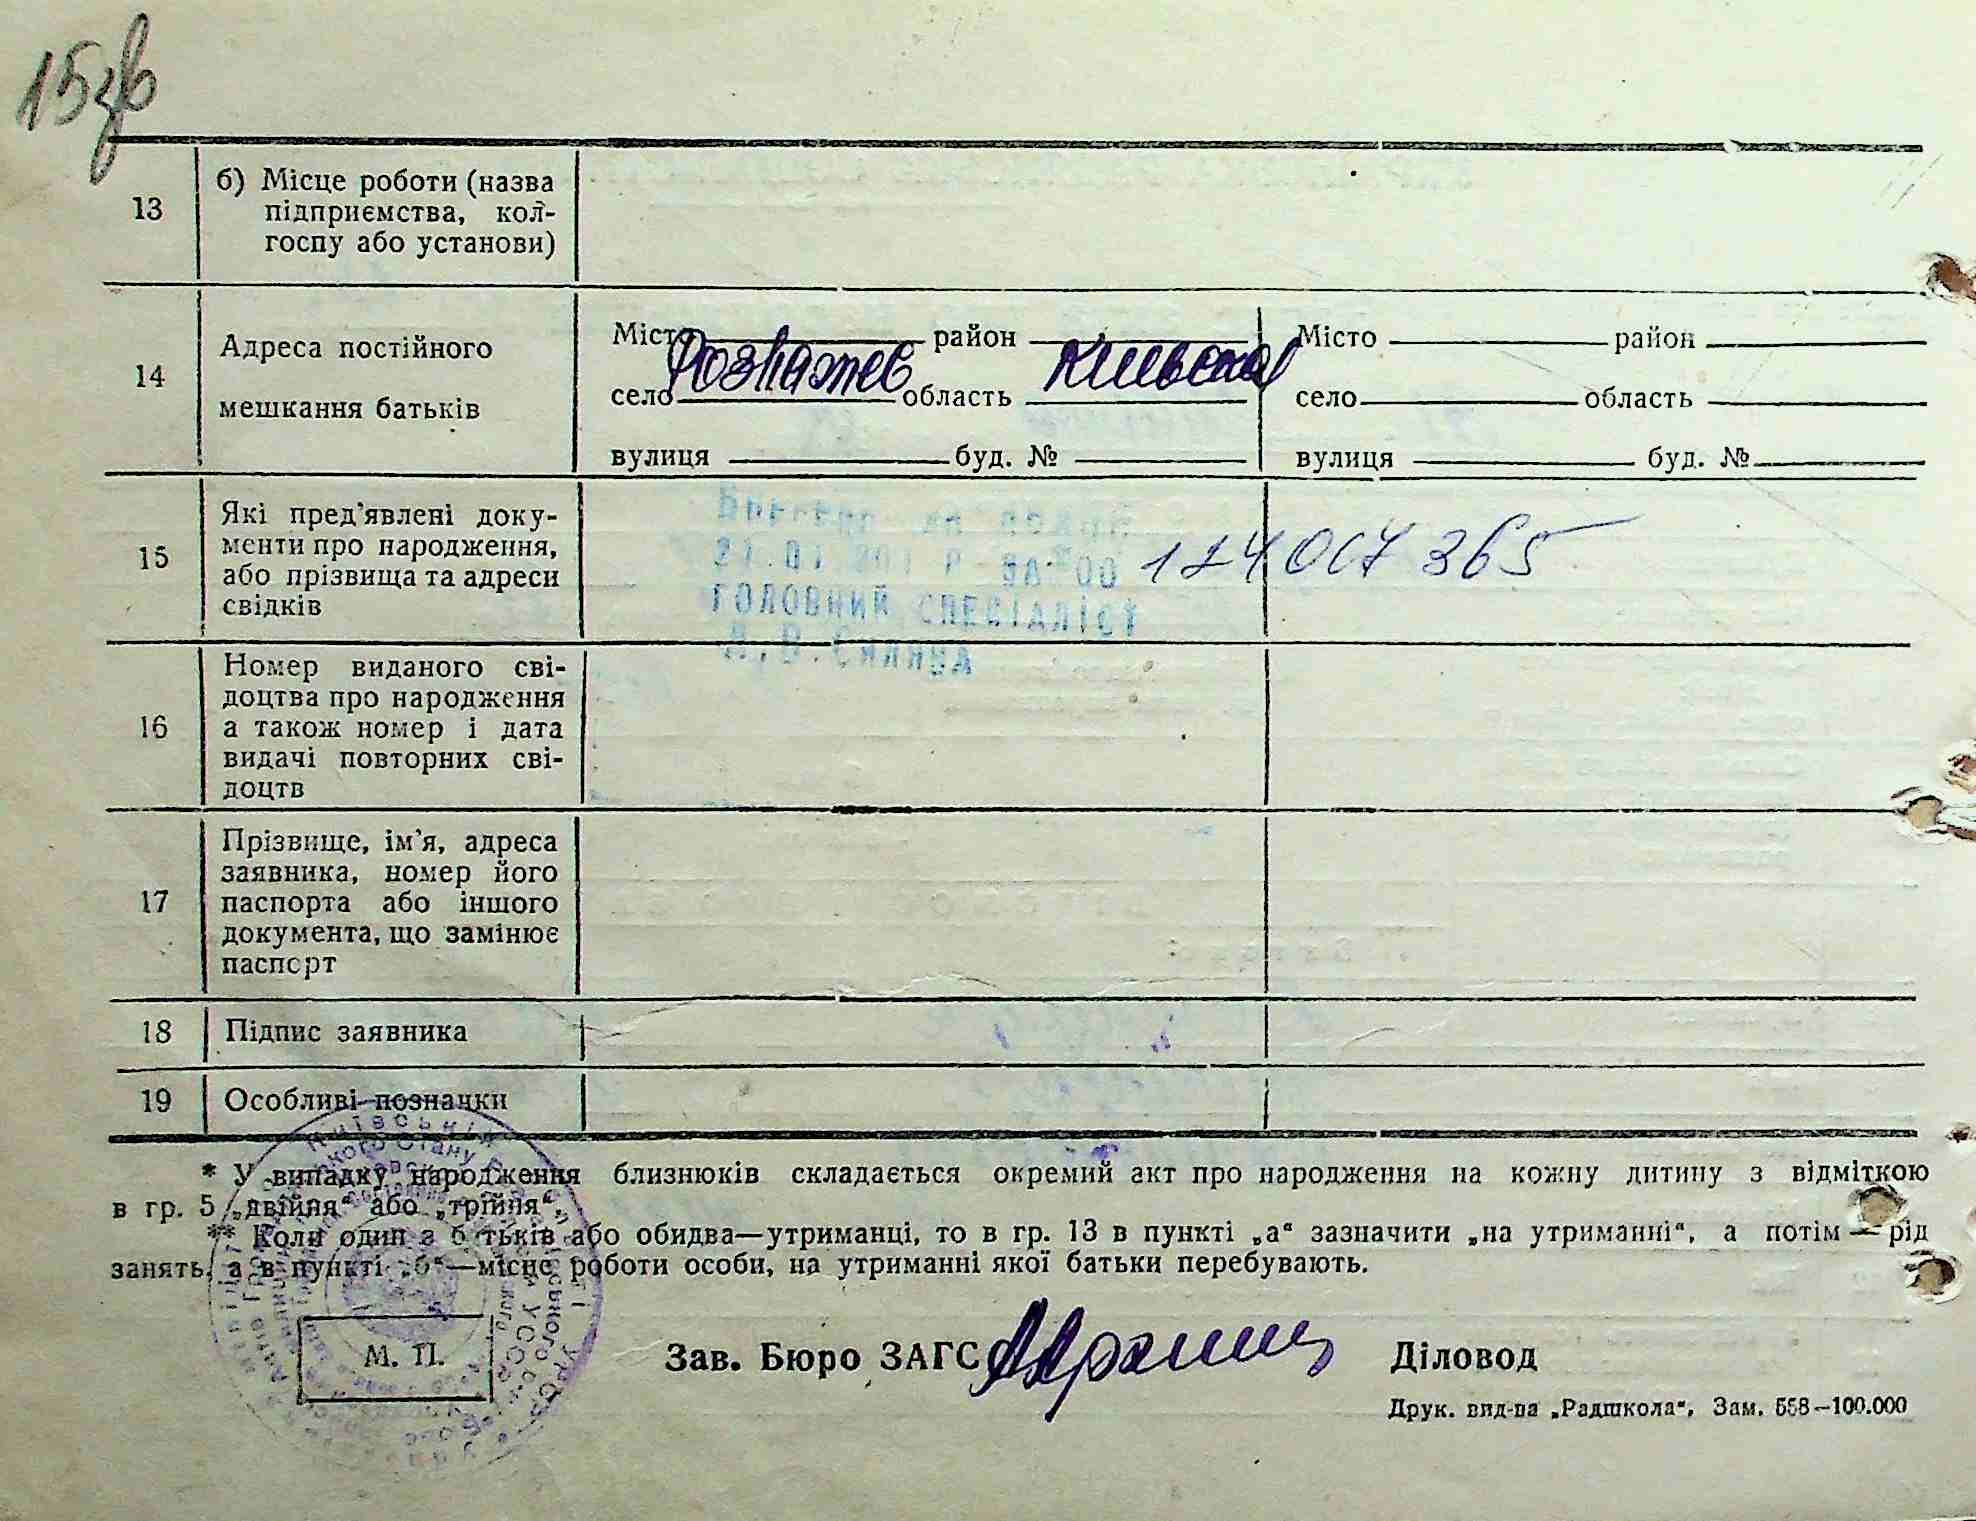 15зв
13
б) Місце роботи (назва
підприємства, кол-
госпу або установи)
14
Адреса постійного
мешкання батьків
Місто район
село Розважев область Київська
вулиця буд. №
Місто район
село область
вулиця буд. №
15
Які пред'явлені доку-
менти про народження,
або прізвища та адреси
свідків
ГОЛОВНИЙ СПЕЦІАЛІСТ
16
Номер виданого сві-
доцтва про народження
а також номер і дата
видачі повторних сві-
доцтв
17
Прізвище, ім'я, адреса
заявника, номер його
паспорта або іншого
документа, що замінює
паспорт
18
Підпис заявника
19
Особливі позначки
* У випадку народження близнюків складається окремий акт про народження на кожну дитину з відміткою
в гр. 5 „двійня“ або „трійня“.
** Коли один з батьків або обидва—утриманці, то в гр. 13 в пункті „а“ зазначити „на утриманні“, а потім — рід
занять, а в пункті „б“—місце роботи особи, на утриманні якої батьки перебувають.
М. П.
Зав. Бюро ЗАГС
Діловод
Друк. вид-ва „Радшкола“, Зам. 558—100.000